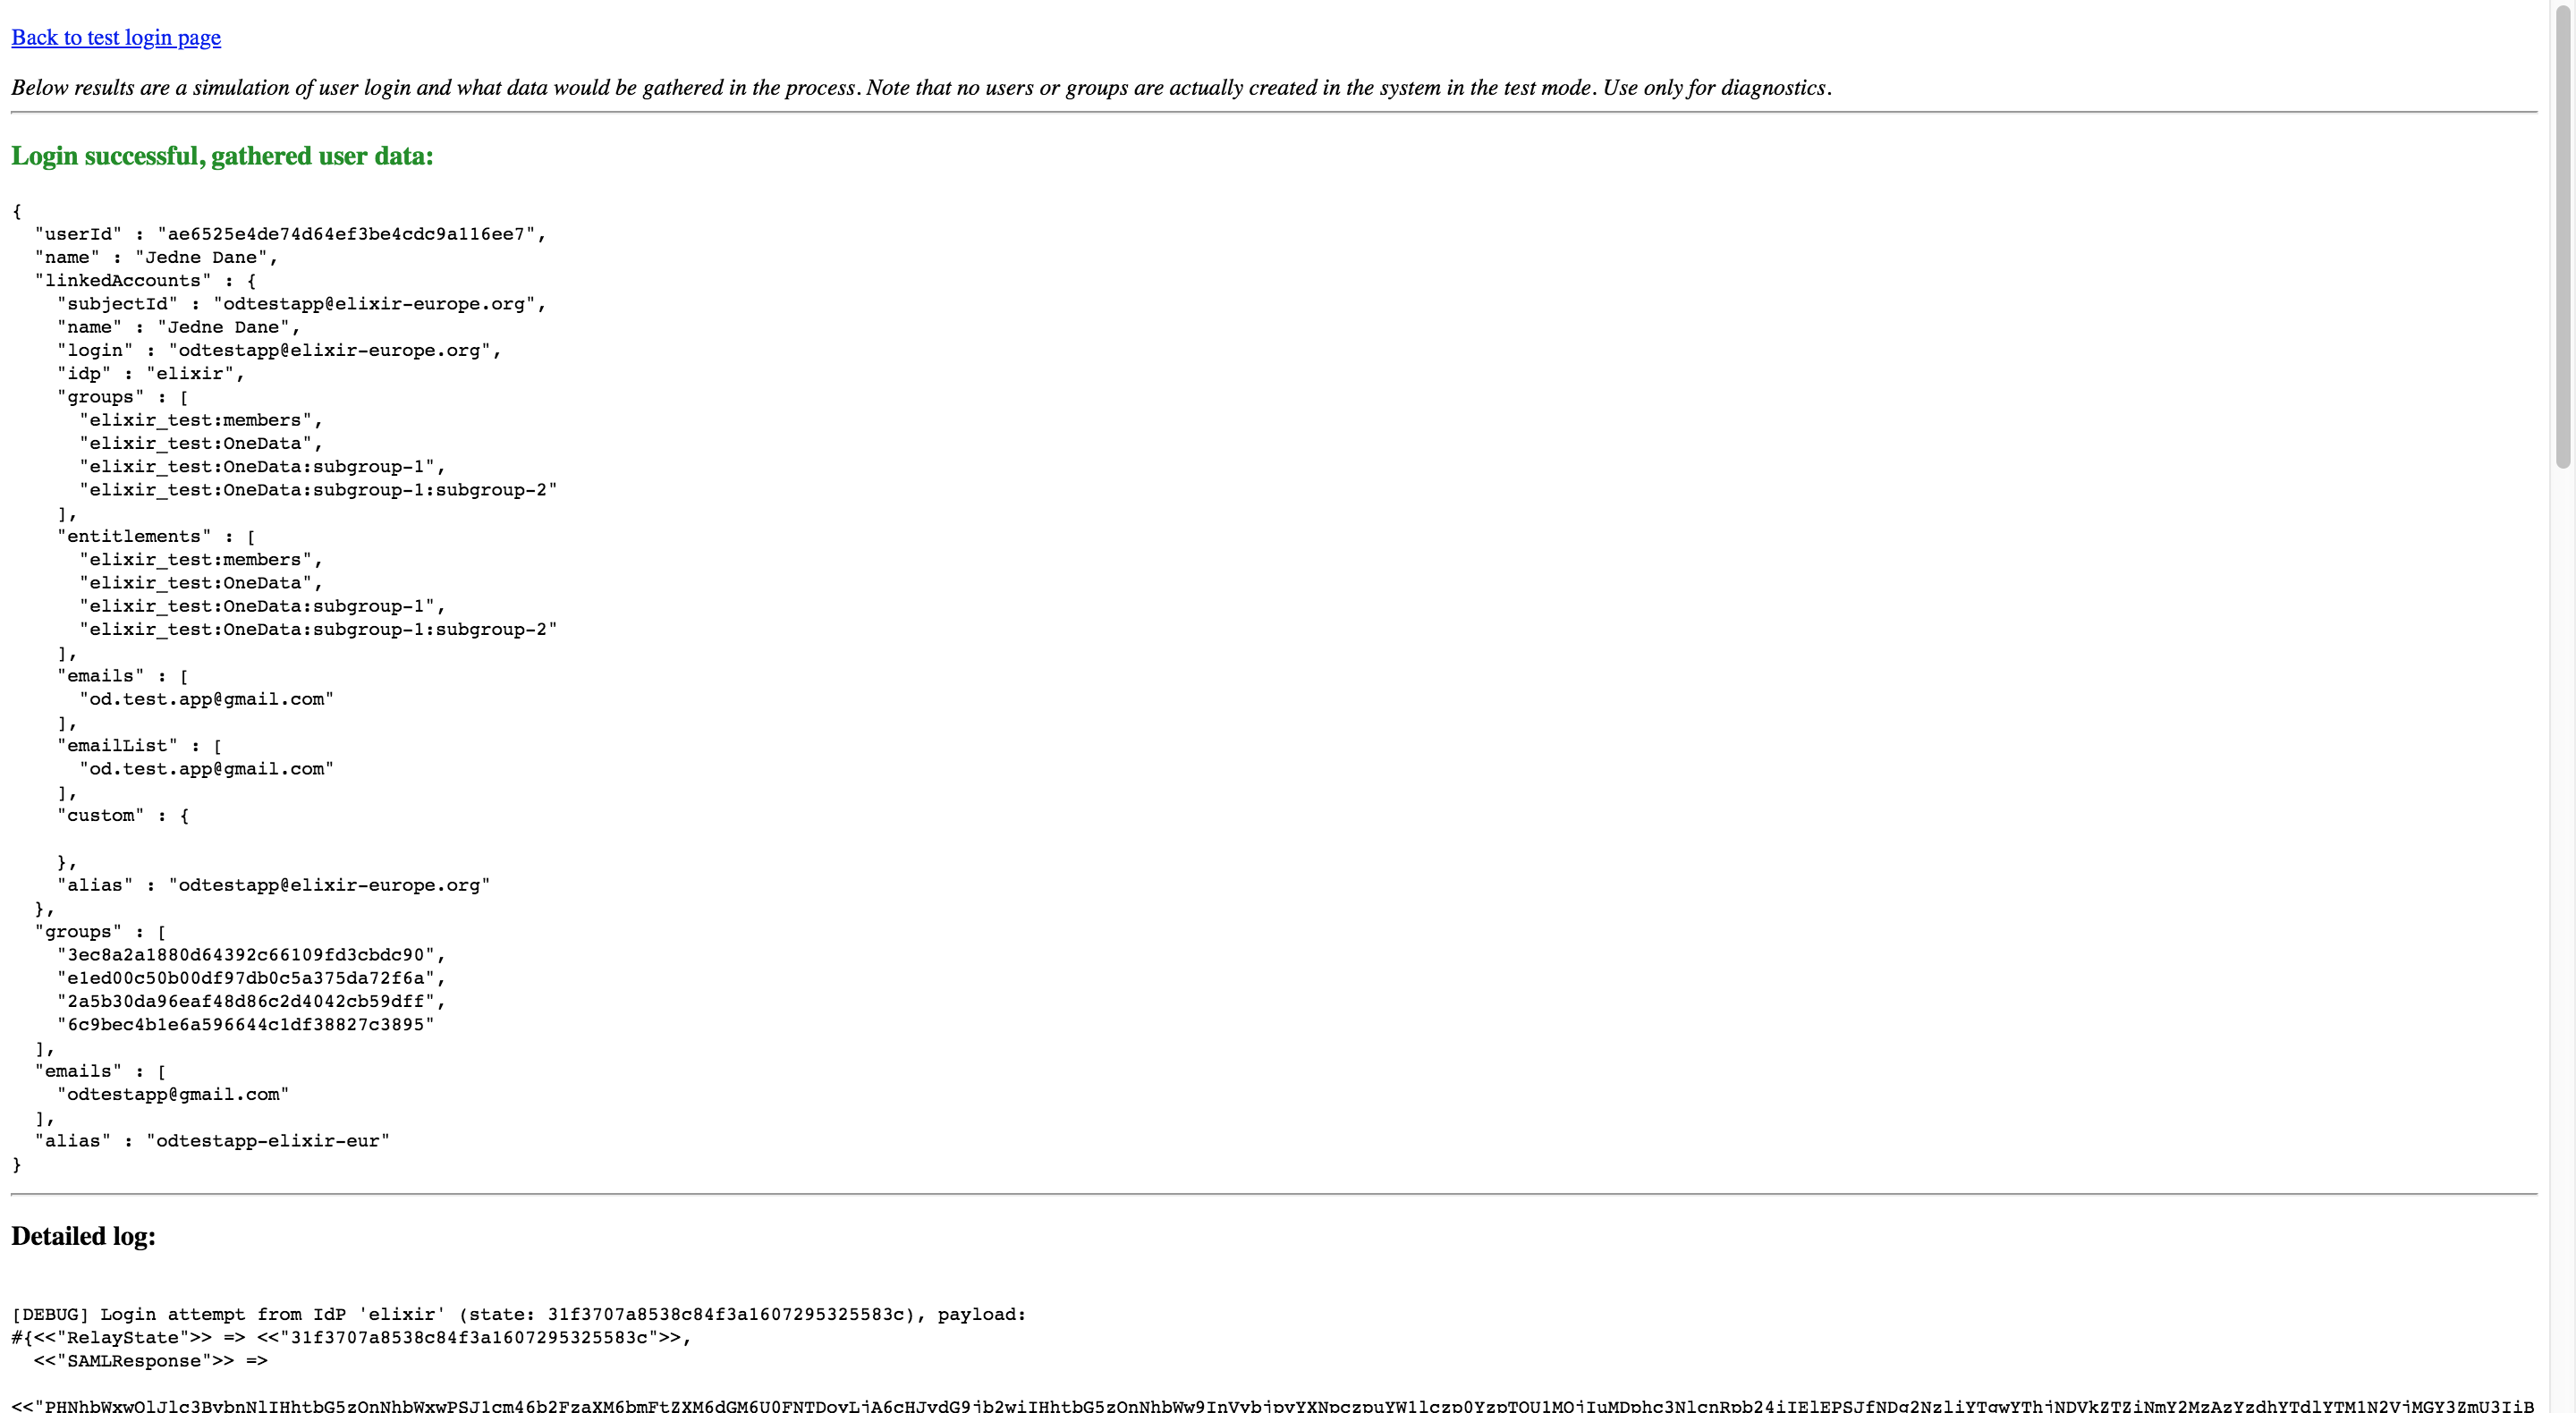 Back to test login page
Below results are a simulation of user login and what data would be gathered in the process. Note that no users or groups are actually created in the system in the test mode. Use only for diagnostics.
Login successful, gathered user data:
{
  "userId" : "ae6525e4de74d64ef3be4cdc9a116ee7",
  "name" : "Jedne Dane",
  "linkedAccounts" : {
    "subjectId" : "odtestapp@elixir-europe.org",
    "name" : "Jedne Dane",
    "login" : "odtestapp@elixir-europe.org",
    "idp" : "elixir",
    "groups" : [
      "elixir_test:members",
      "elixir_test:OneData",
      "elixir_test:OneData:subgroup-1",
      "elixir_test:OneData:subgroup-1:subgroup-2"
    ],
    "entitlements" : [
      "elixir_test:members",
      "elixir_test:OneData",
      "elixir_test:OneData:subgroup-1",
      "elixir_test:OneData:subgroup-1:subgroup-2"
    ],
    "emails" : [
      "od.test.app@gmail.com"
    ],
    "emailList" : [
      "od.test.app@gmail.com"
    ],
    "custom" : {
    },
    "alias" : "odtestapp@elixir-europe.org"
  },
  "groups" : [
    "3ec8a2a1880d64392c66109fd3cbdc90",
    "e1ed00c50b00df97db0c5a375da72f6a",
    "2a5b30da96eaf48d86c2d4042cb59dff",
    "6c9bec4b1e6a596644c1df38827c3895"
  ],
  "emails" : [
    "odtestapp@gmail.com"
  ],
  "alias" : "odtestapp-elixir-eur"
}
Detailed log:
[DEBUG] Login attempt from IdP 'elixir' (state: 31f3707a8538c84f3a1607295325583c), payload:
#{<<"RelayState">> => <<"31f3707a8538c84f3a1607295325583c">>,
  <<"SAMLResponse">> =>